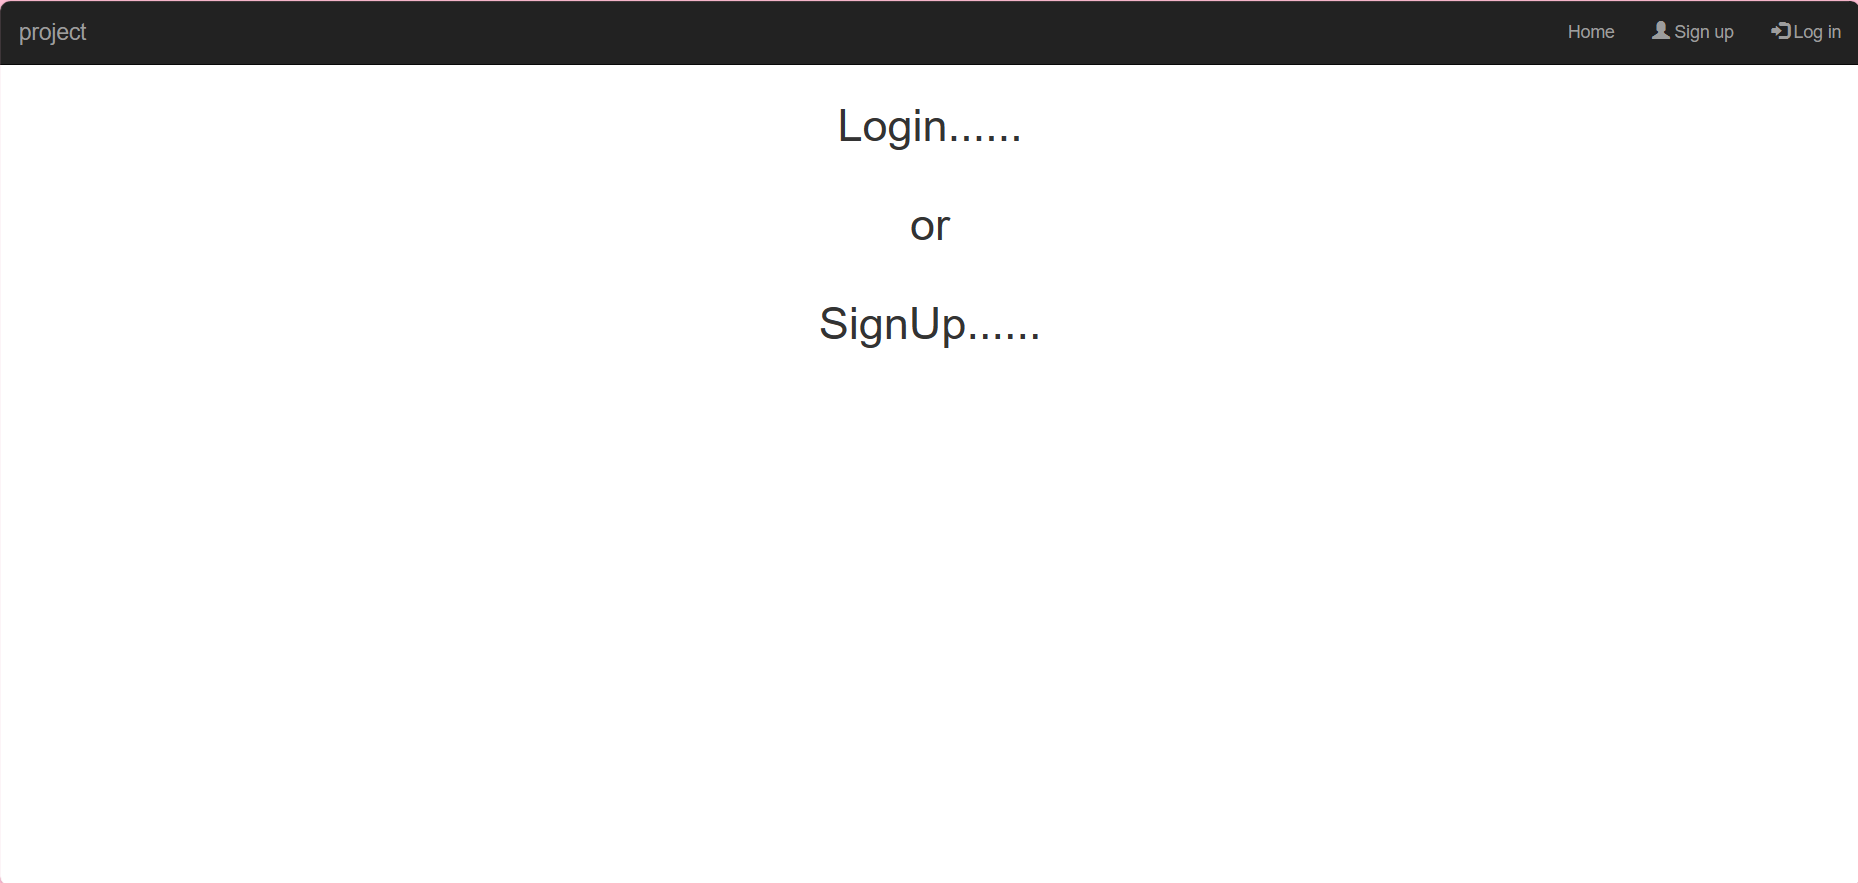 project Home Sign up Log in
Login......
or
SignUp......